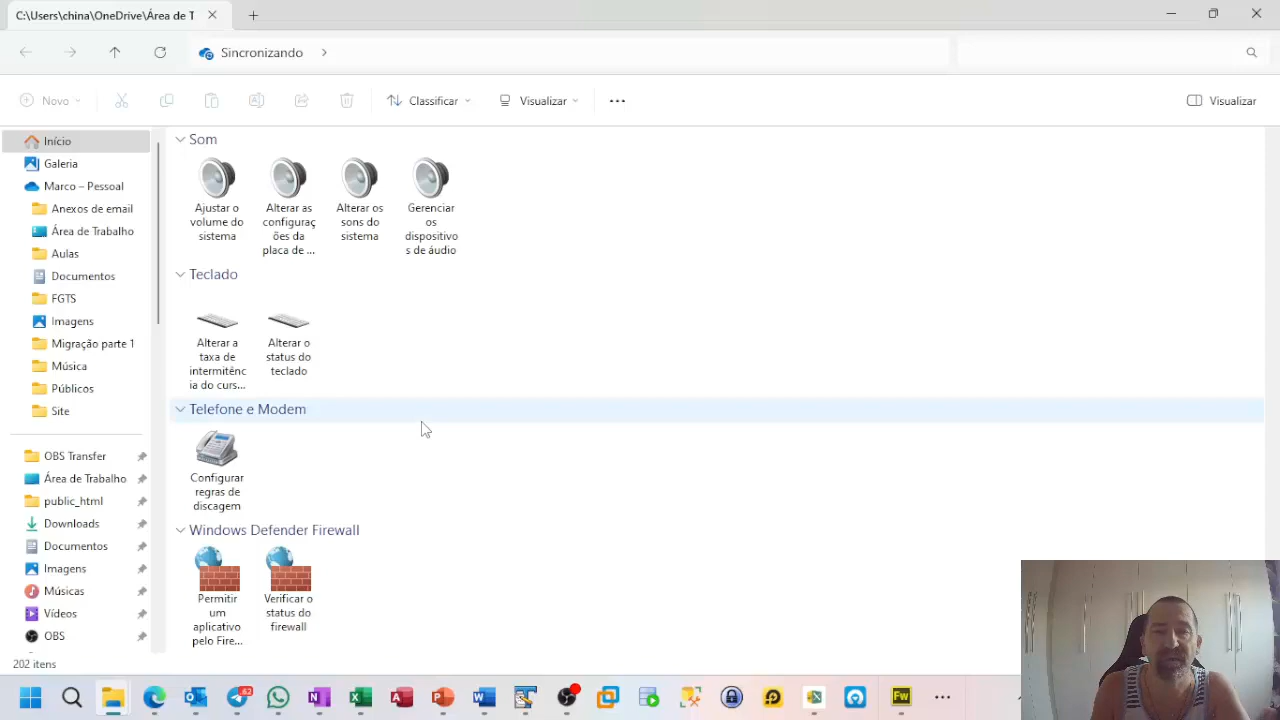 C:\Users\china\OneDrive\Área de T
Sincronizando
Novo
Classificar
Visualizar
Visualizar
Início
Galeria
Marco – Pessoal
Anexos de email
Área de Trabalho
Aulas
Documentos
FGTS
Imagens
Migração parte 1
Música
Públicos
Site
OBS Transfer
Área de Trabalho
public_html
Downloads
Documentos
Imagens
Músicas
Vídeos
OBS
Som
Ajustar o
volume do
sistema
Alterar as
configuraç
ões da
placa de ...
Alterar os
sons do
sistema
Gerenciar
os
dispositivo
s de áudio
Teclado
Alterar a
taxa de
intermitênc
ia do curs...
Alterar o
status do
teclado
Telefone e Modem
Configurar
regras de
discagem
Windows Defender Firewall
Permitir
um
aplicativo
pelo Fire...
Verificar o
status do
firewall
202 itens
62
Fw